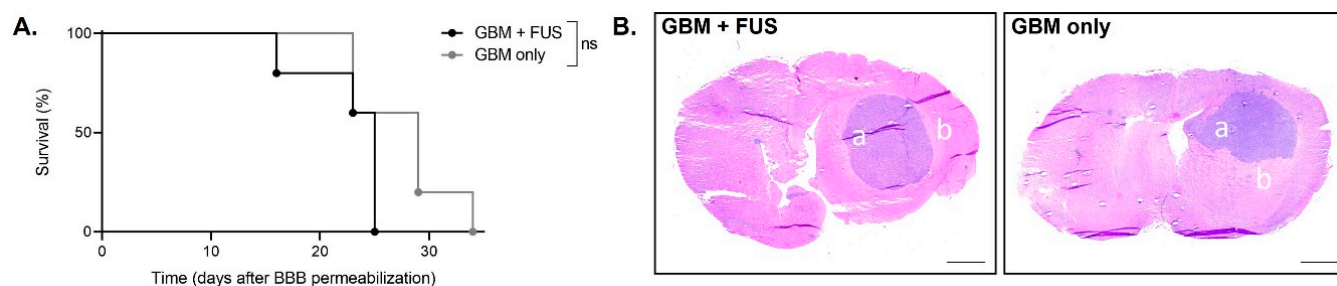 A.
100
50
0
Survival (%)
0 10 20 30
Time (days after BBB permeabilization)
GBM + FUS
GBM only
ns
B.
GBM + FUS
a
b
GBM only
a
b